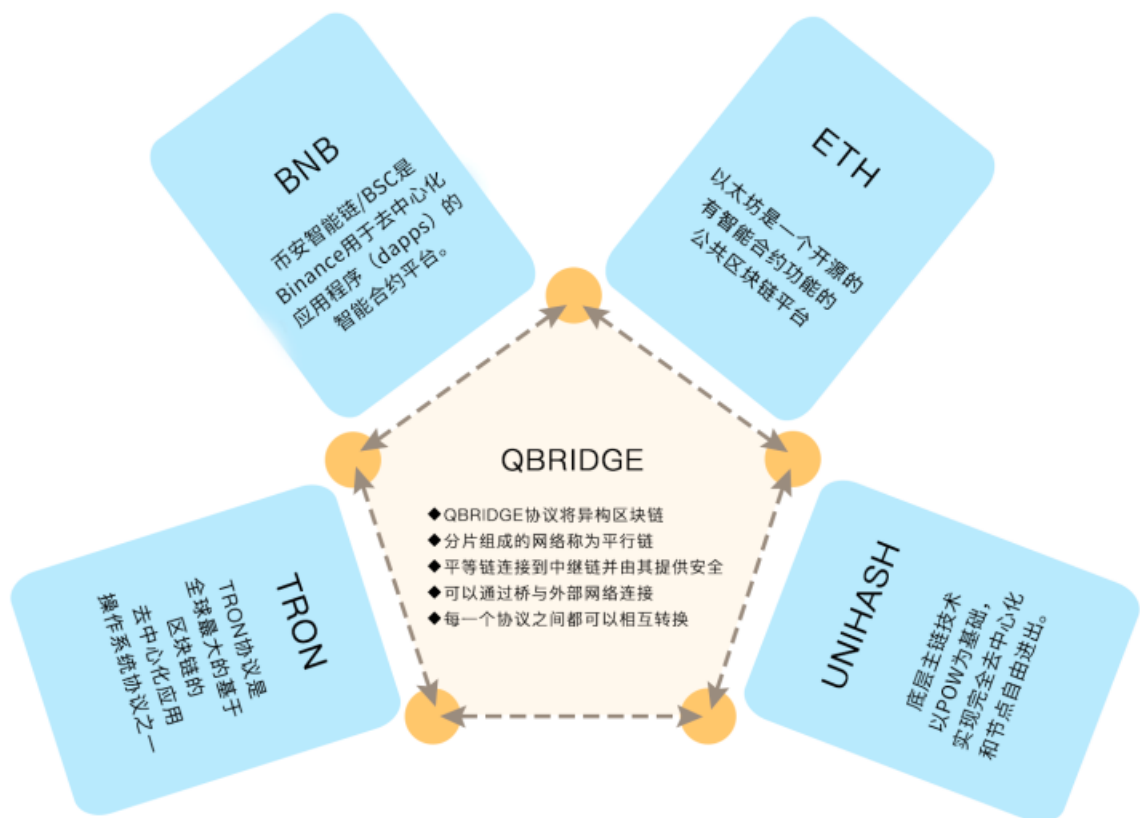 BNB
币安智能链/BSC是
Binance用于去中心化
应用程序（dapps）的
智能合约平台。
ETH
以太坊是一个开源的
有智能合约功能的
公共区块链平台
QBRIDGE
◆QBRIDGE协议将异构区块链
◆分片组成的网络称为平行链
◆平等链连接到中继链并由其提供安全
◆可以通过桥与外部网络连接
◆每一个协议之间都可以相互转换
TRON
TRON协议是
全球最大的基于
区块链的
去中心化应用
操作系统协议之一
UNIHASH
底层主链技术
以POW为基础，
实现完全去中心化
和节点自由进出。